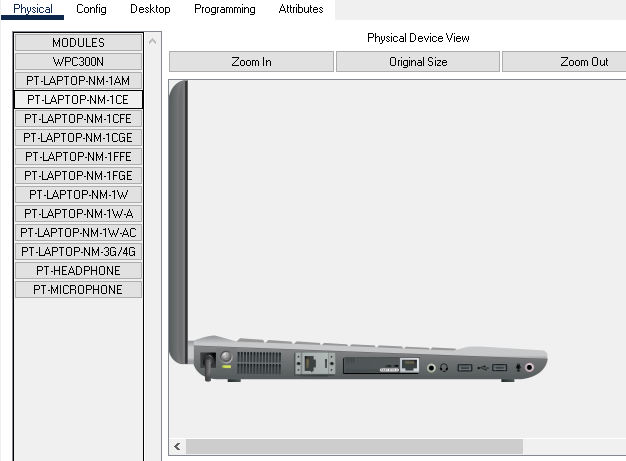 Physical Config Desktop Programming Attributes
MODULES
WPC300N
PT-LAPTOP-NM-1AM
PT-LAPTOP-NM-1CE
PT-LAPTOP-NM-1CFE
PT-LAPTOP-NM-1CGE
PT-LAPTOP-NM-1FFE
PT-LAPTOP-NM-1FGE
PT-LAPTOP-NM-1W
PT-LAPTOP-NM-1W-A
PT-LAPTOP-NM-1W-AC
PT-LAPTOP-NM-3G/4G
PT-HEADPHONE
PT-MICROPHONE
Physical Device View
Zoom In Original Size Zoom Out